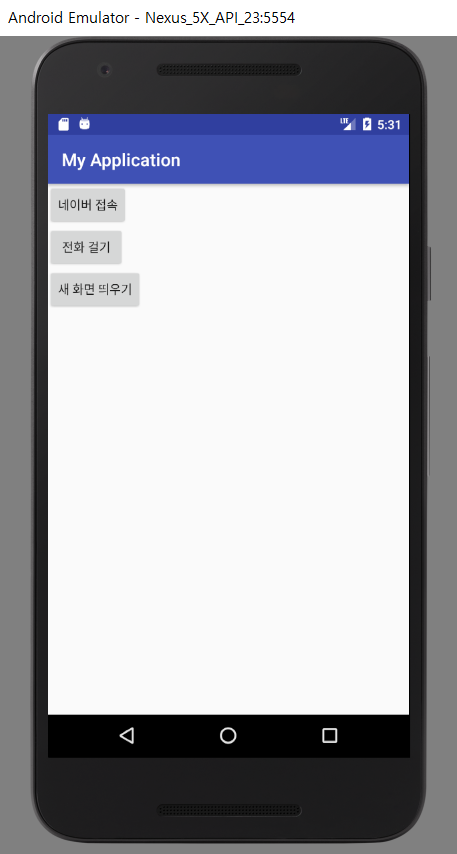 Android Emulator - Nexus_5X_API_23:5554
LTE 5:31
My Application
네이버 접속
전화 걸기
새 화면 띄우기